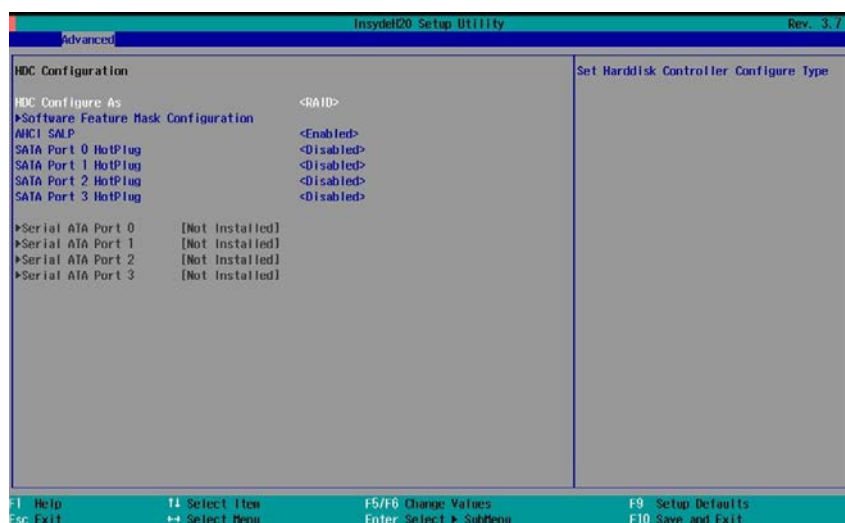 InsydeH20 Setup Utility Rev. 3.7
Advanced
HDC Configuration
Set Harddisk Controller Configure Type
HDC Configure As <RAID>
▶Software Feature Mask Configuration
AHCI SALP <Enabled>
SATA Port 0 HotPlug <Disabled>
SATA Port 1 HotPlug <Disabled>
SATA Port 2 HotPlug <Disabled>
SATA Port 3 HotPlug <Disabled>
▶Serial ATA Port 0 [Not Installed]
▶Serial ATA Port 1 [Not Installed]
▶Serial ATA Port 2 [Not Installed]
▶Serial ATA Port 3 [Not Installed]
F1 Help ↑↓ Select Item F5/F6 Change Values F9 Setup Defaults
Esc Exit ↔ Select Menu Enter Select ▶ SubMenu F10 Save and Exit